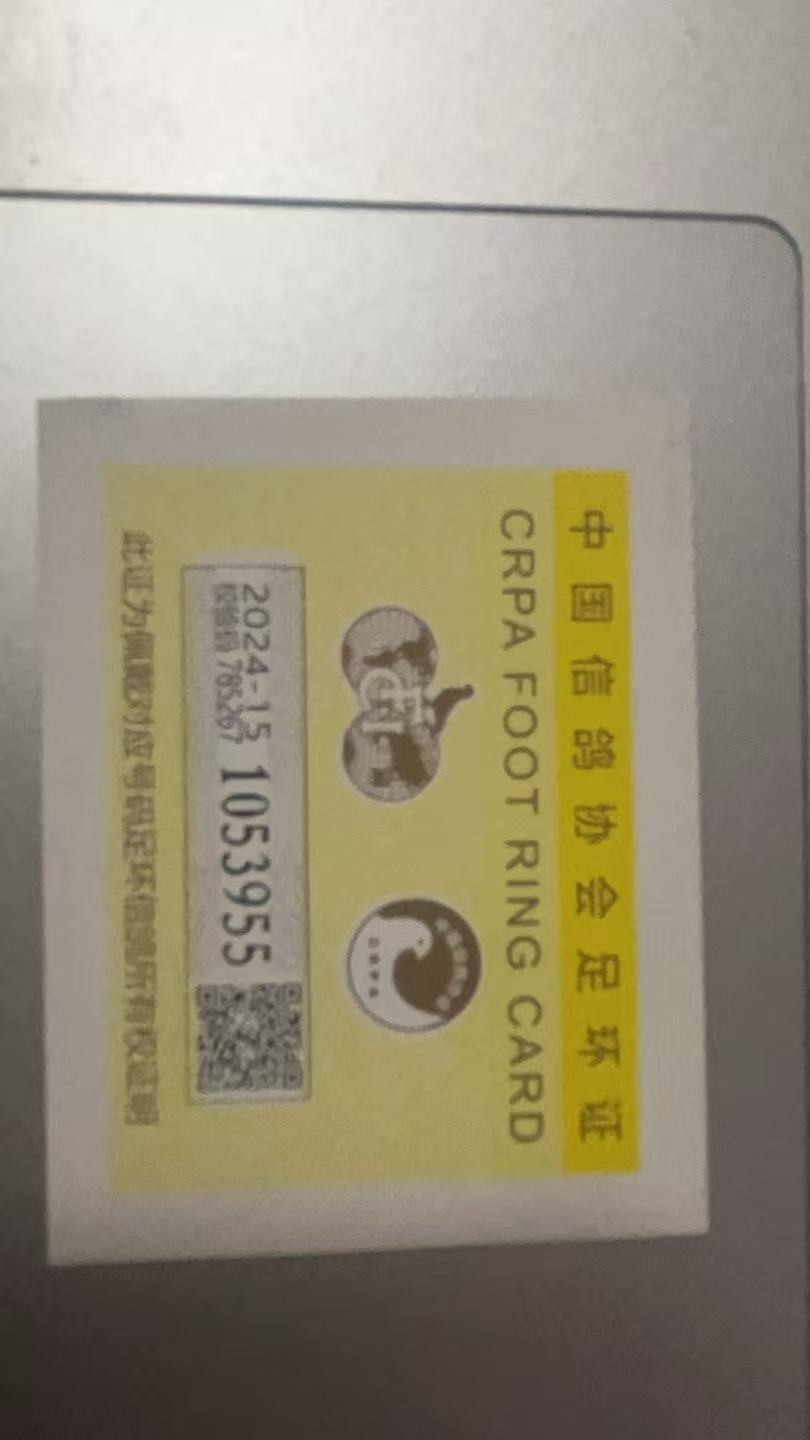 中国信鸽协会足环证
CRPA FOOT RING CARD
2024-15 1053955
校验码 785267
此证为佩戴对应号码足环信鸽所有权证明